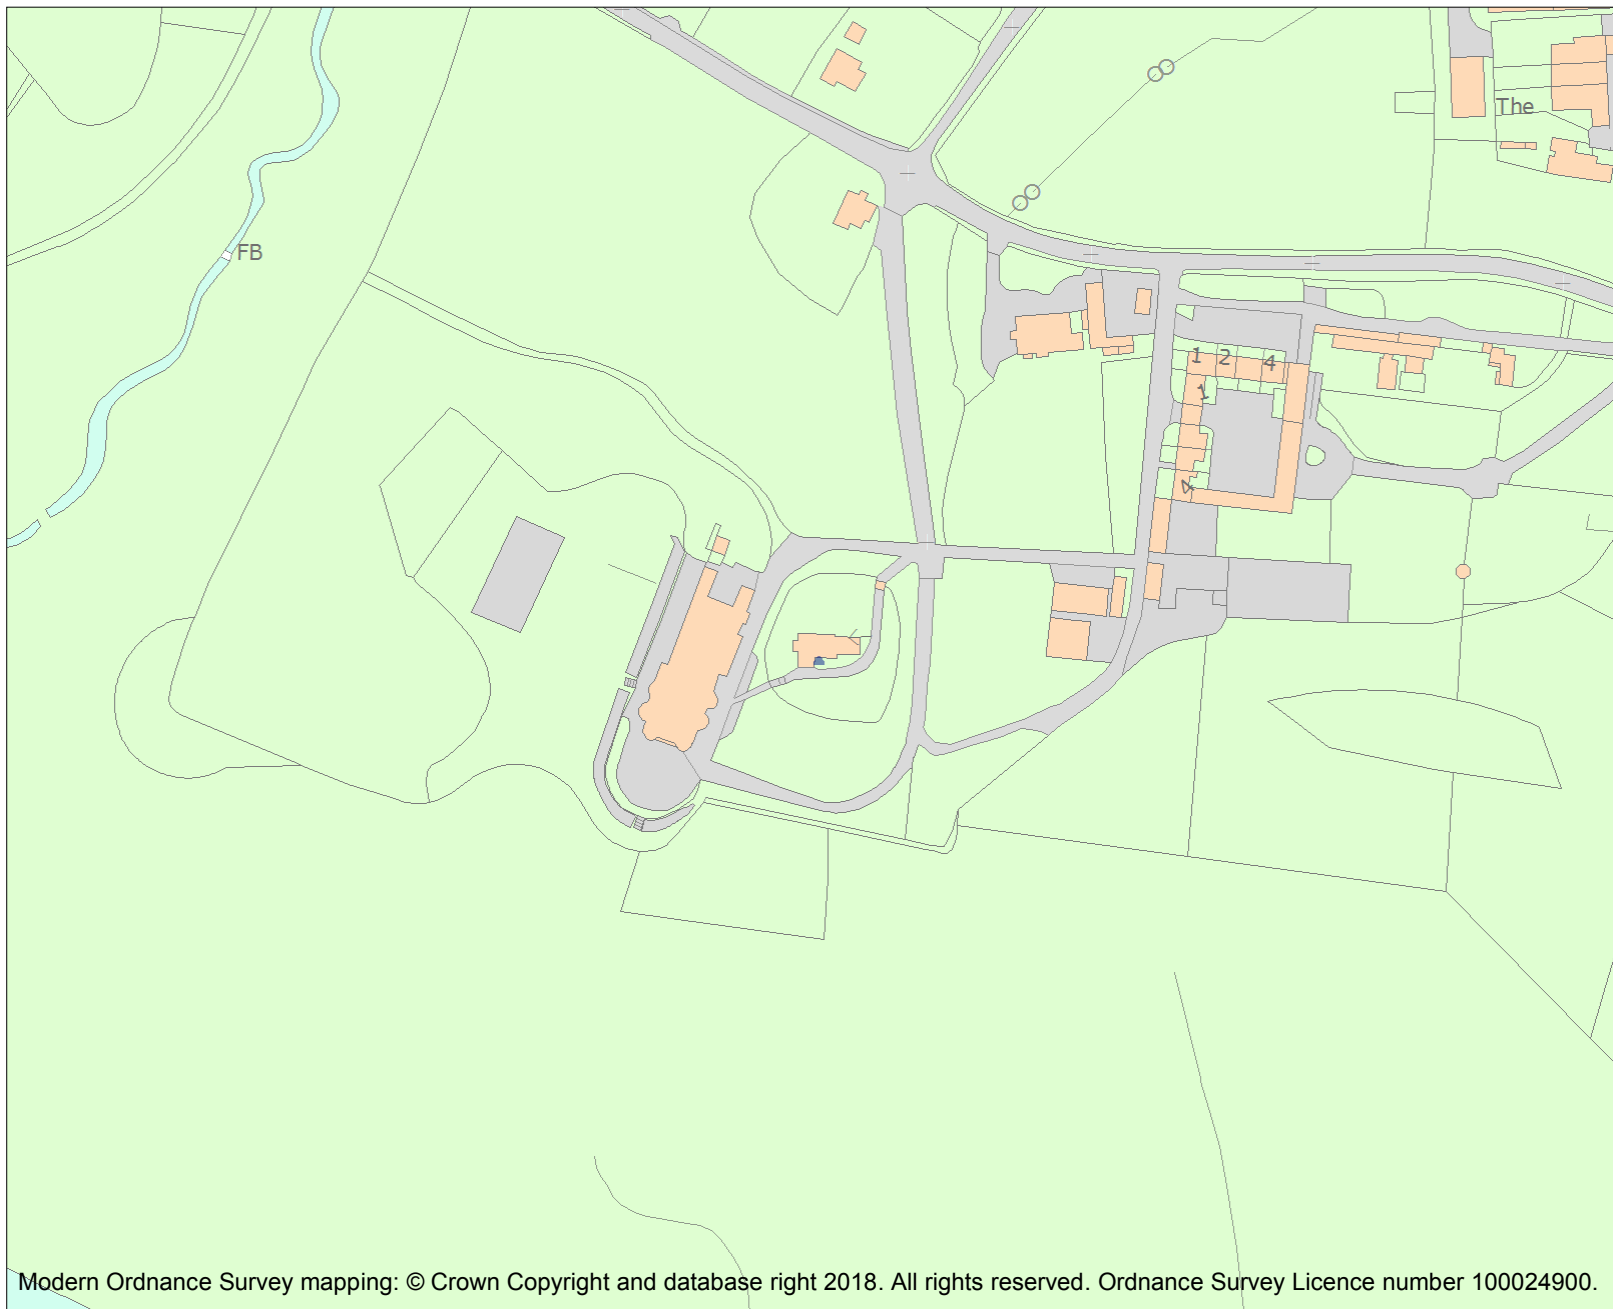 The
FB
1 2 4
1
4
Modern Ordnance Survey mapping: © Crown Copyright and database right 2018. All rights reserved. Ordnance Survey Licence number 100024900.